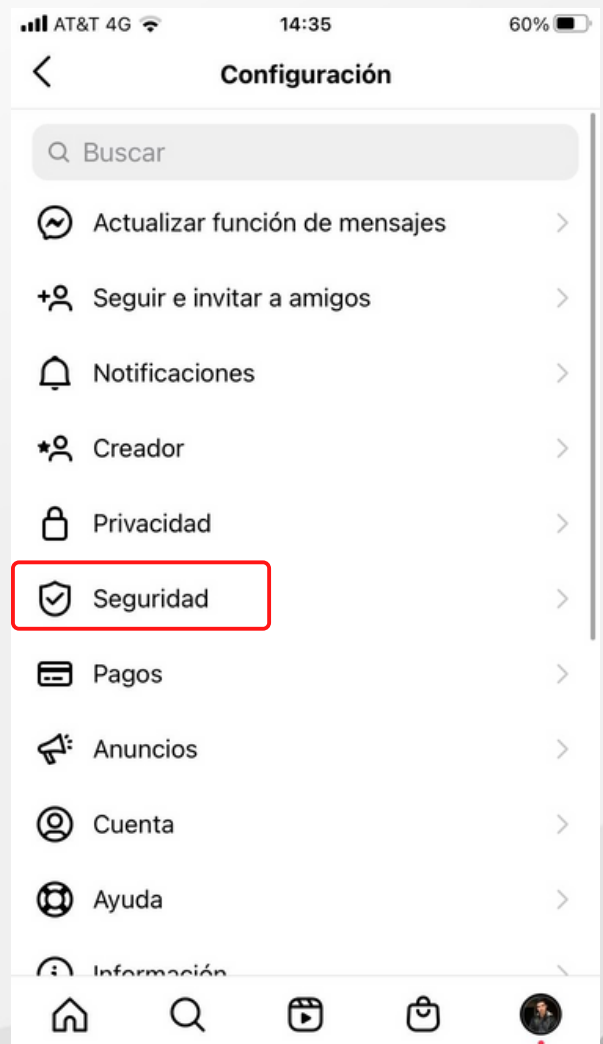 AT&T 4G 14:35 60%
Configuración
Buscar
Actualizar función de mensajes
Seguir e invitar a amigos
Notificaciones
Creador
Privacidad
Seguridad
Pagos
Anuncios
Cuenta
Ayuda
Información